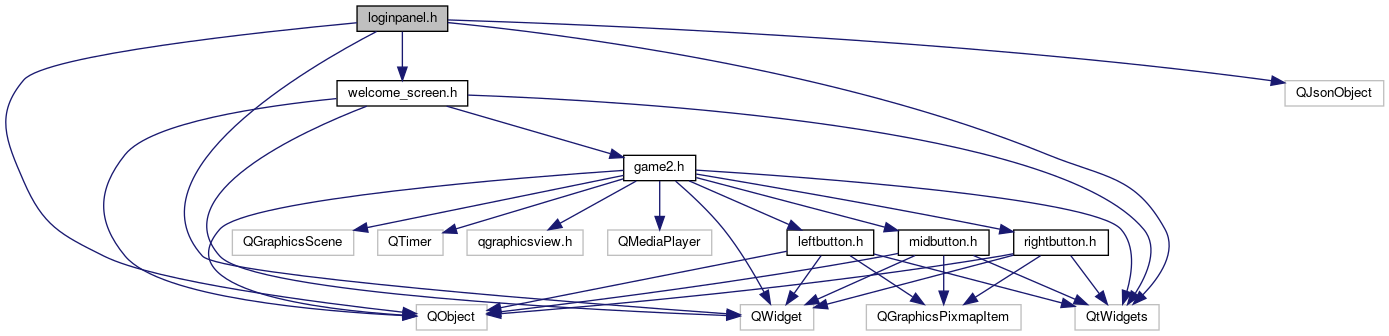 loginpanel.h
welcome_screen.h
QJsonObject
game2.h
QGraphicsScene
QTimer
qgraphicsview.h
QMediaPlayer
leftbutton.h
midbutton.h
rightbutton.h
QObject
QWidget
QGraphicsPixmapItem
QtWidgets